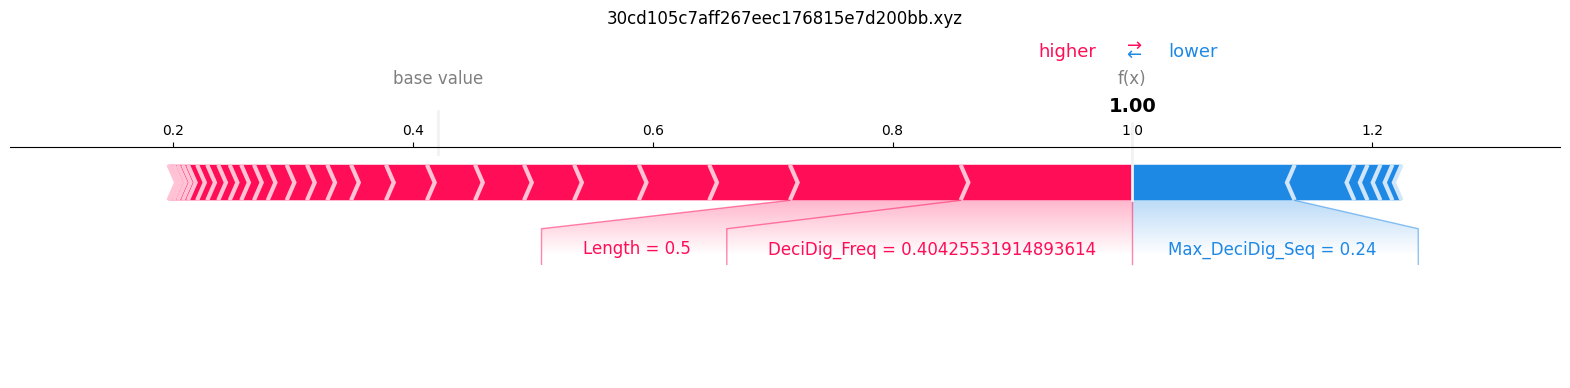 30cd105c7aff267eec176815e7d200bb.xyz
higher ⇄ lower
base value f(x)
1.00
0.2 0.4 0.6 0.8 1.0 1.2
Length = 0.5 DeciDig_Freq = 0.40425531914893614 Max_DeciDig_Seq = 0.24